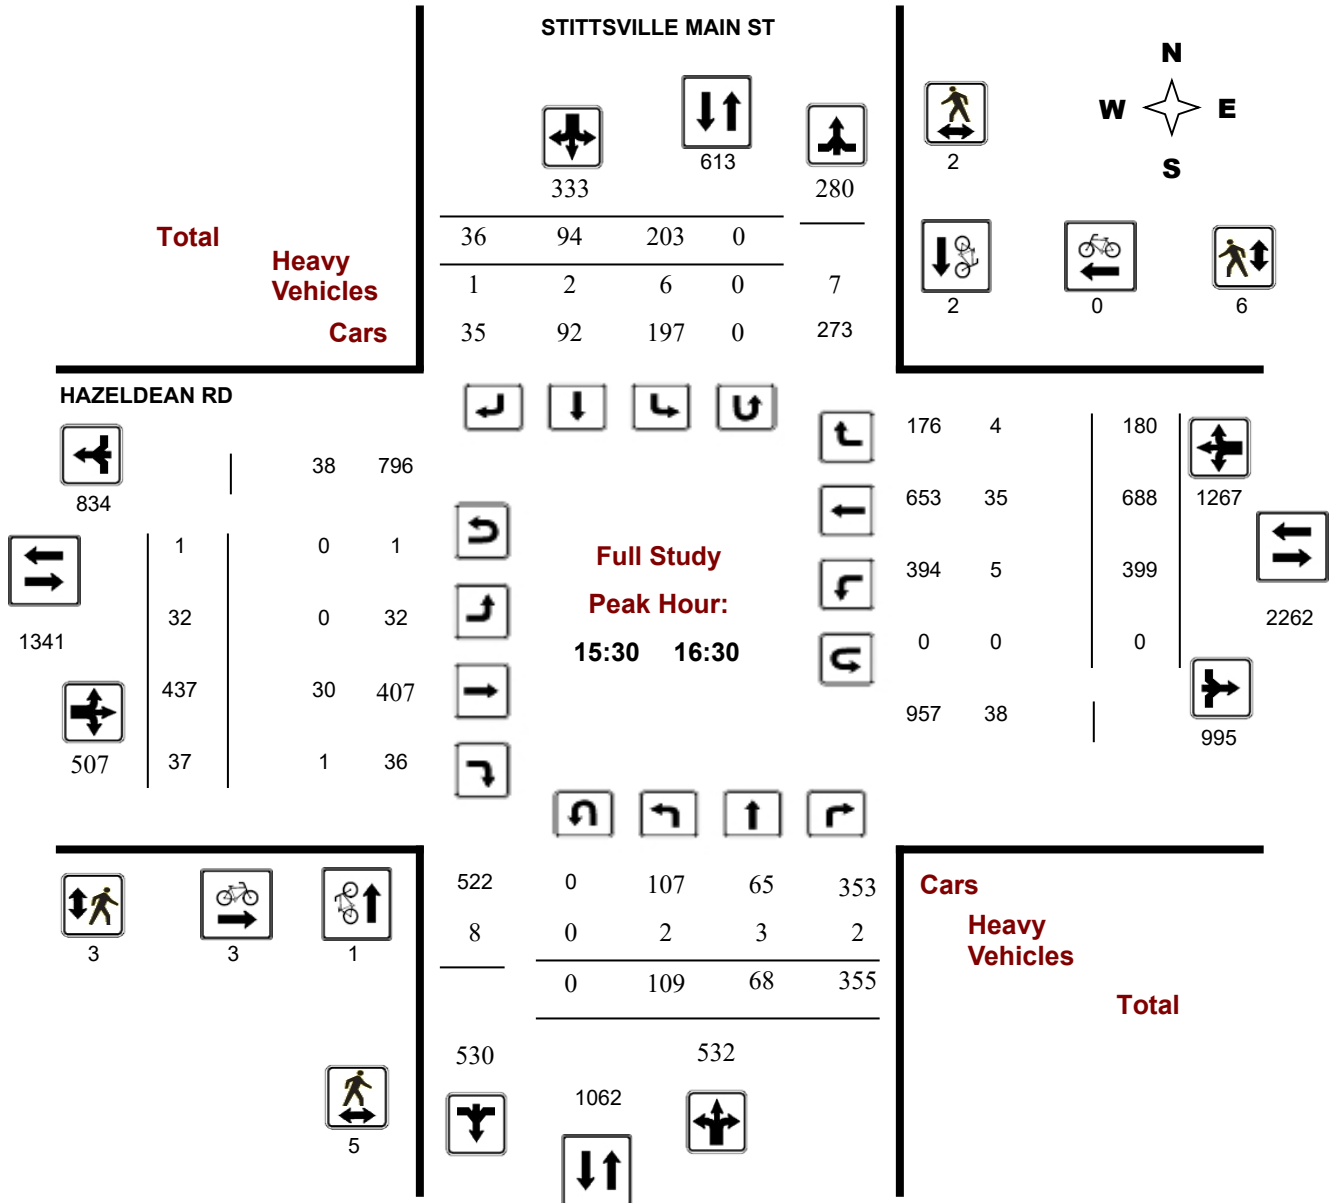 STITTSVILLE MAIN ST
N
W E
S
613
2
333 280
Total 36 94 203 0
Heavy
Vehicles 1 2 6 0 7
2 0 6
Cars 35 92 197 0 273
HAZELDEAN RD
176 4 180
38 796
834
653 35 688 1267
1 0 1
Full Study
394 5 399
32 0 32
Peak Hour:
1341
2262
15:30 16:30
0 0 0
437 30 407
957 38
995
507 37 1 36
522 0 107 65 353
Cars
8 0 2 3 2
Heavy
Vehicles
3 3 1
0 109 68 355
Total
530 532
1062
5